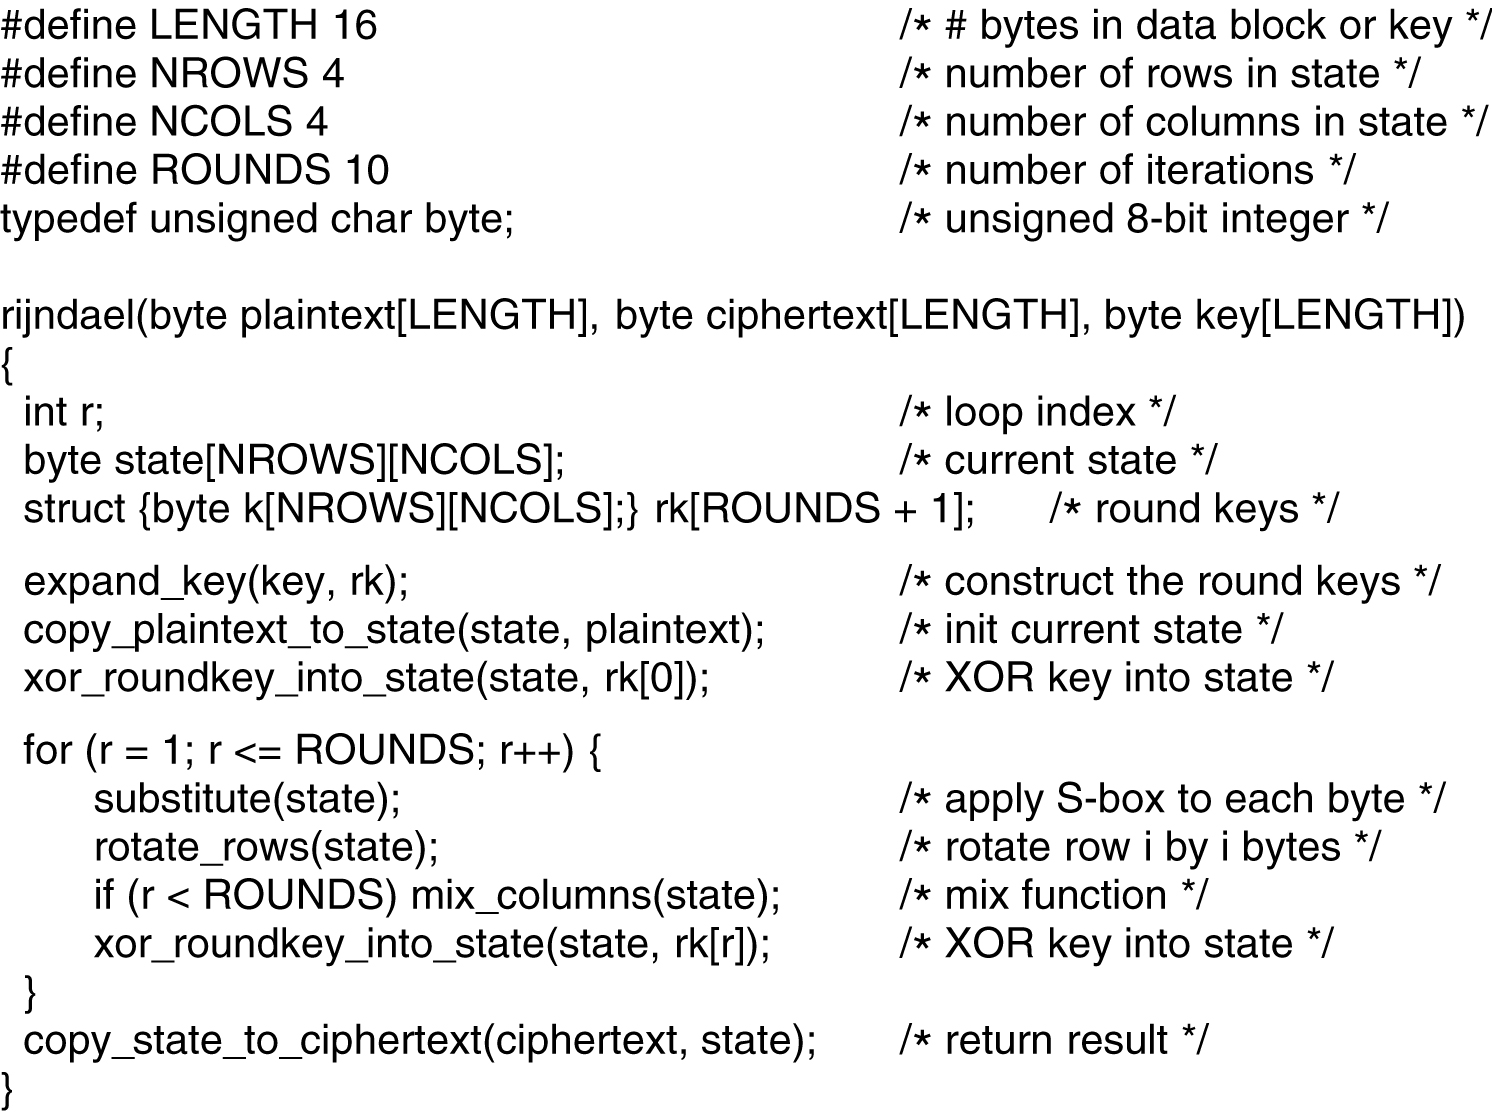 #define LENGTH 16 /* # bytes in data block or key */
#define NROWS 4 /* number of rows in state */
#define NCOLS 4 /* number of columns in state */
#define ROUNDS 10 /* number of iterations */
typedef unsigned char byte; /* unsigned 8-bit integer */
rijndael(byte plaintext[LENGTH], byte ciphertext[LENGTH], byte key[LENGTH])
{
int r; /* loop index */
byte state[NROWS][NCOLS]; /* current state */
struct {byte k[NROWS][NCOLS];} rk[ROUNDS + 1]; /* round keys */
expand_key(key, rk); /* construct the round keys */
copy_plaintext_to_state(state, plaintext); /* init current state */
xor_roundkey_into_state(state, rk[0]); /* XOR key into state */
for (r = 1; r <= ROUNDS; r++) {
substitute(state); /* apply S-box to each byte */
rotate_rows(state); /* rotate row i by i bytes */
if (r < ROUNDS) mix_columns(state); /* mix function */
xor_roundkey_into_state(state, rk[r]); /* XOR key into state */
}
copy_state_to_ciphertext(ciphertext, state); /* return result */
}